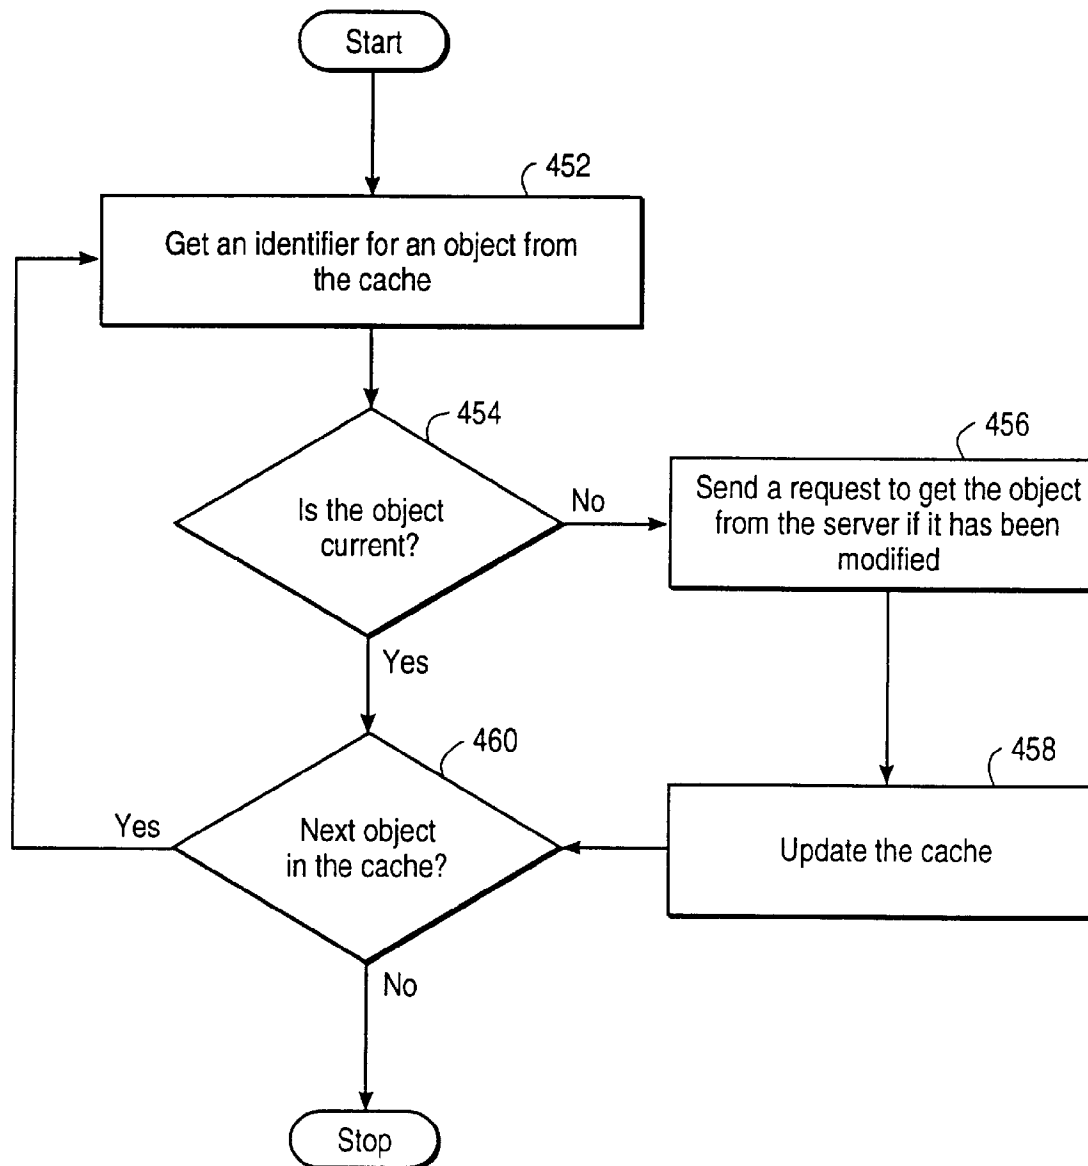 Start
452
Get an identifier for an object from
the cache
454
Is the object
current?
No
456
Send a request to get the object
from the server if it has been
modified
Yes
460
458
Yes
Next object
in the cache?
Update the cache
No
Stop